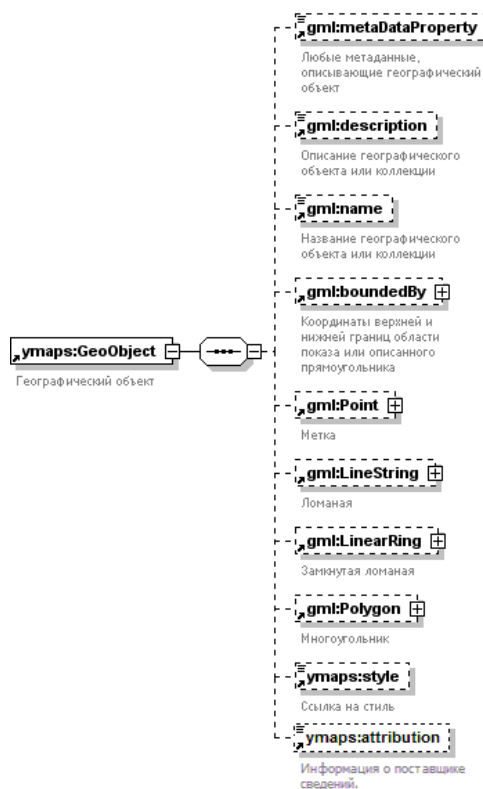 gml:metaDataProperty
Любые метаданные,
описывающие географический
объект
gml:description
Описание географического
объекта или коллекции
gml:name
Название географического
объекта или коллекции
gml:boundedBy
Координаты верхней и
нижней границ области
показа или описанного
прямоугольника
ymaps:GeoObject
Географический объект
gml:Point
Метка
gml:LineString
Ломаная
gml:LinearRing
Замкнутая ломаная
gml:Polygon
Многоугольник
ymaps:style
Ссылка на стиль
ymaps:attribution
Информация о поставщике
сведений.